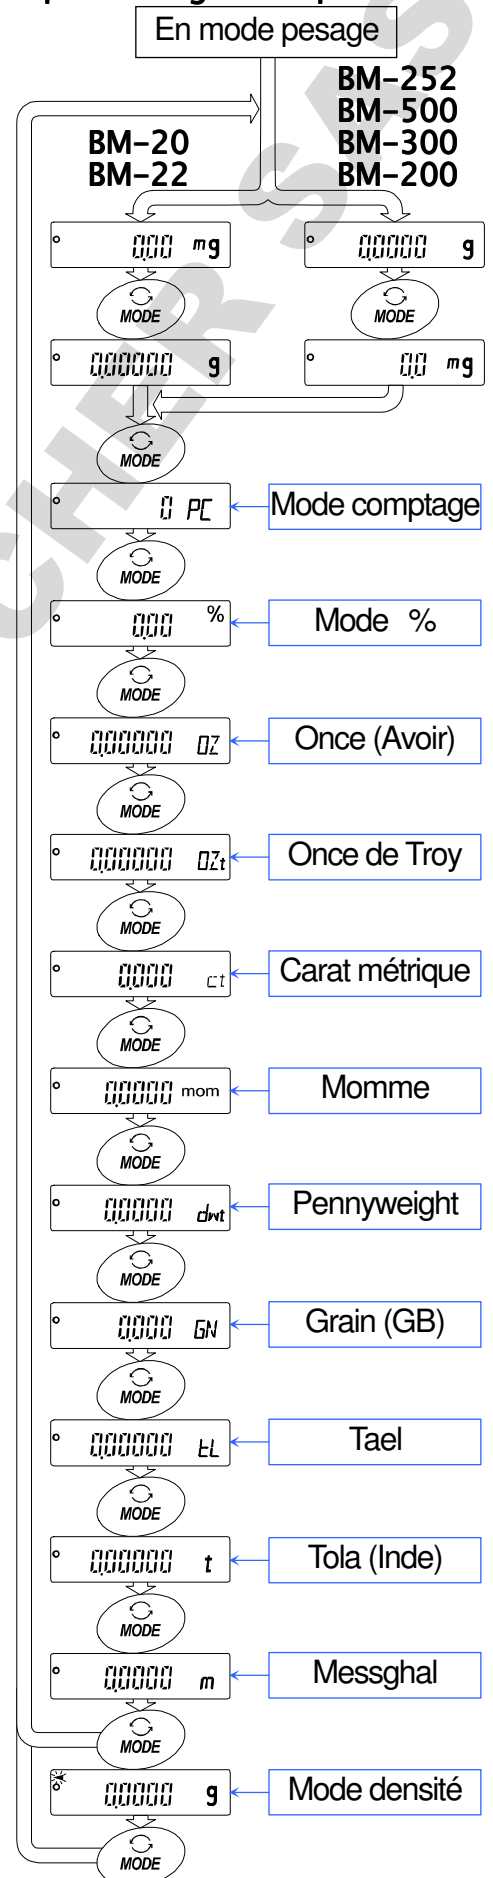 En mode pesage
BM-252
BM-500
BM-20 BM-300
BM-22 BM-200
0.00 mg 0.0000 g
MODE MODE
0.00000 g 0.0 mg
MODE
0 PC Mode comptage
MODE
0.00 % Mode %
MODE
0.00000 OZ Once (Avoir)
MODE
0.00000 OZt Once de Troy
MODE
0.000 ct Carat métrique
MODE
0.0000 mom Momme
MODE
0.0000 dwt Pennyweight
MODE
0.000 GN Grain (GB)
MODE
0.00000 tL Tael
MODE
0.00000 t Tola (Inde)
MODE
0.0000 m Messghal
MODE
0.0000 g Mode densité
MODE